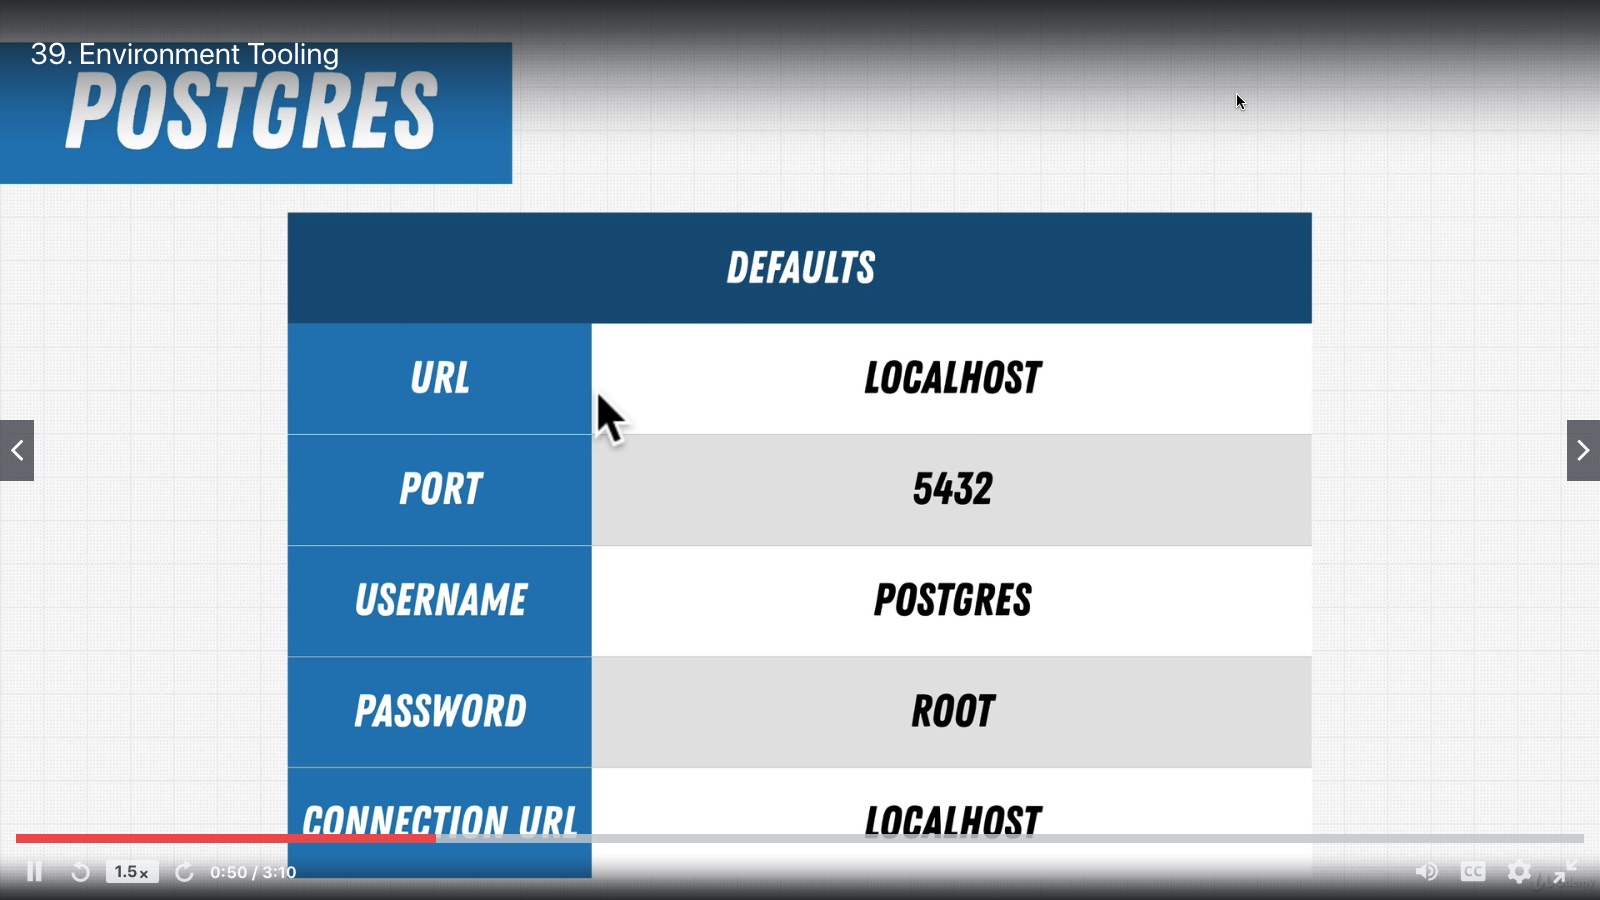 39. Environment Tooling
POSTGRES
DEFAULTS
URL LOCALHOST
PORT 5432
USERNAME POSTGRES
PASSWORD ROOT
CONNECTION URL LOCALHOST
1.5x 0:50 / 3:10 CC